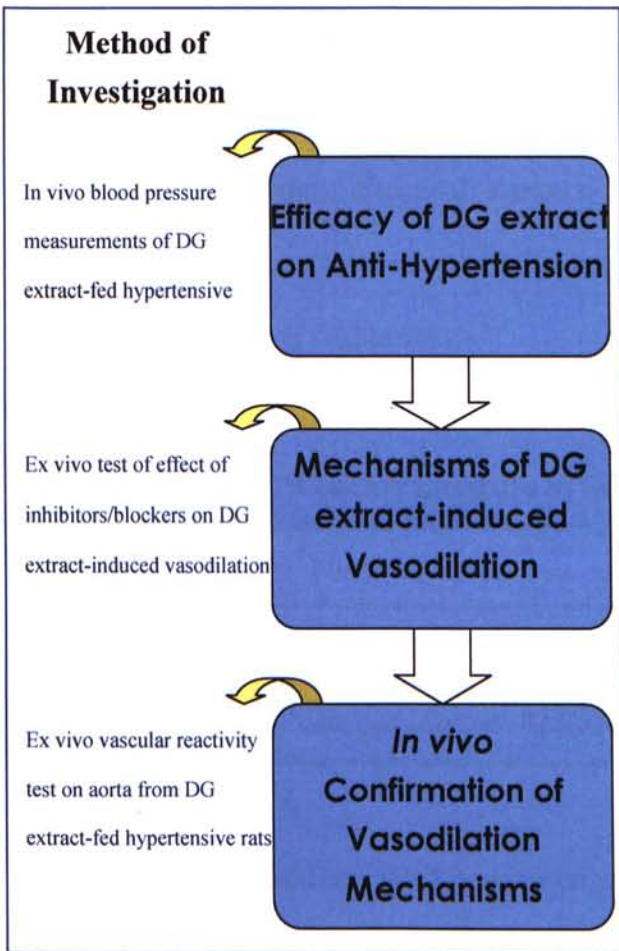 Method of
Investigation
In vivo blood pressure
measurements of DG
extract-fed hypertensive
Efficacy of DG extract
on Anti-Hypertension
Ex vivo test of effect of
inhibitors/blockers on DG
extract-induced vasodilation
Mechanisms of DG
extract-induced
Vasodilation
Ex vivo vascular reactivity
test on aorta from DG
extract-fed hypertensive rats
In vivo
Confirmation of
Vasodilation
Mechanisms